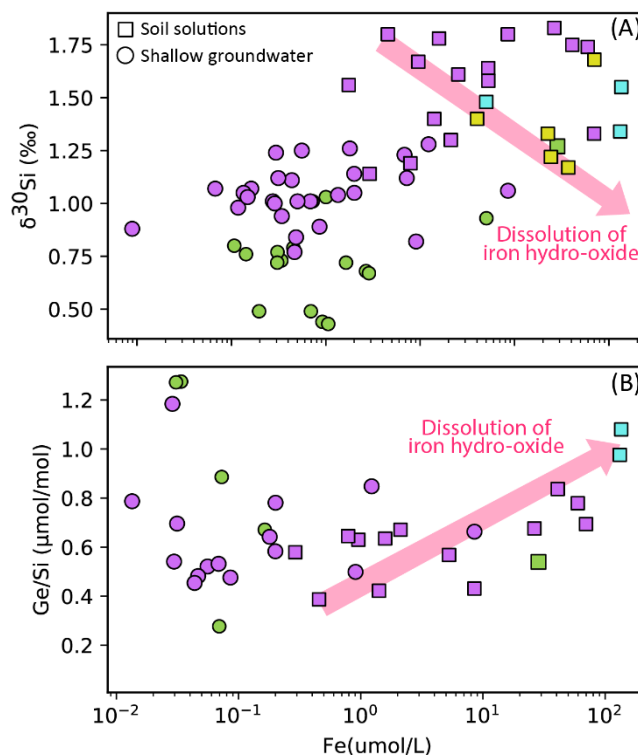 (A)
Soil solutions
Shallow groundwater
1.75
1.50
1.25
1.00
0.75
0.50
δ³⁰Si (‰)
Dissolution of
iron hydro-oxide
(B)
1.2
1.0
0.8
0.6
0.4
0.2
Ge/Si (μmol/mol)
Dissolution of
iron hydro-oxide
10⁻² 10⁻¹ 10⁰ 10¹ 10²
Fe(umol/L)